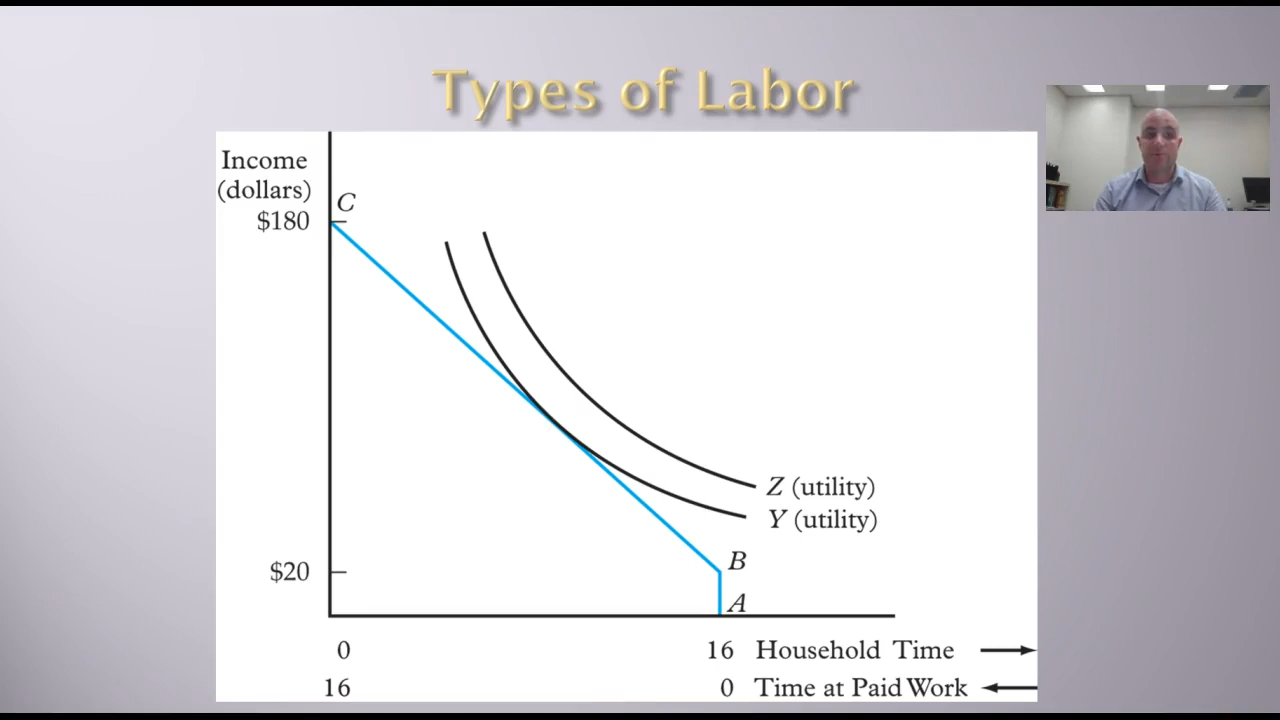 Types of Labor
Income
(dollars)
C
$180
Z (utility)
Y (utility)
B
$20
A
0 16 Household Time
16 0 Time at Paid Work